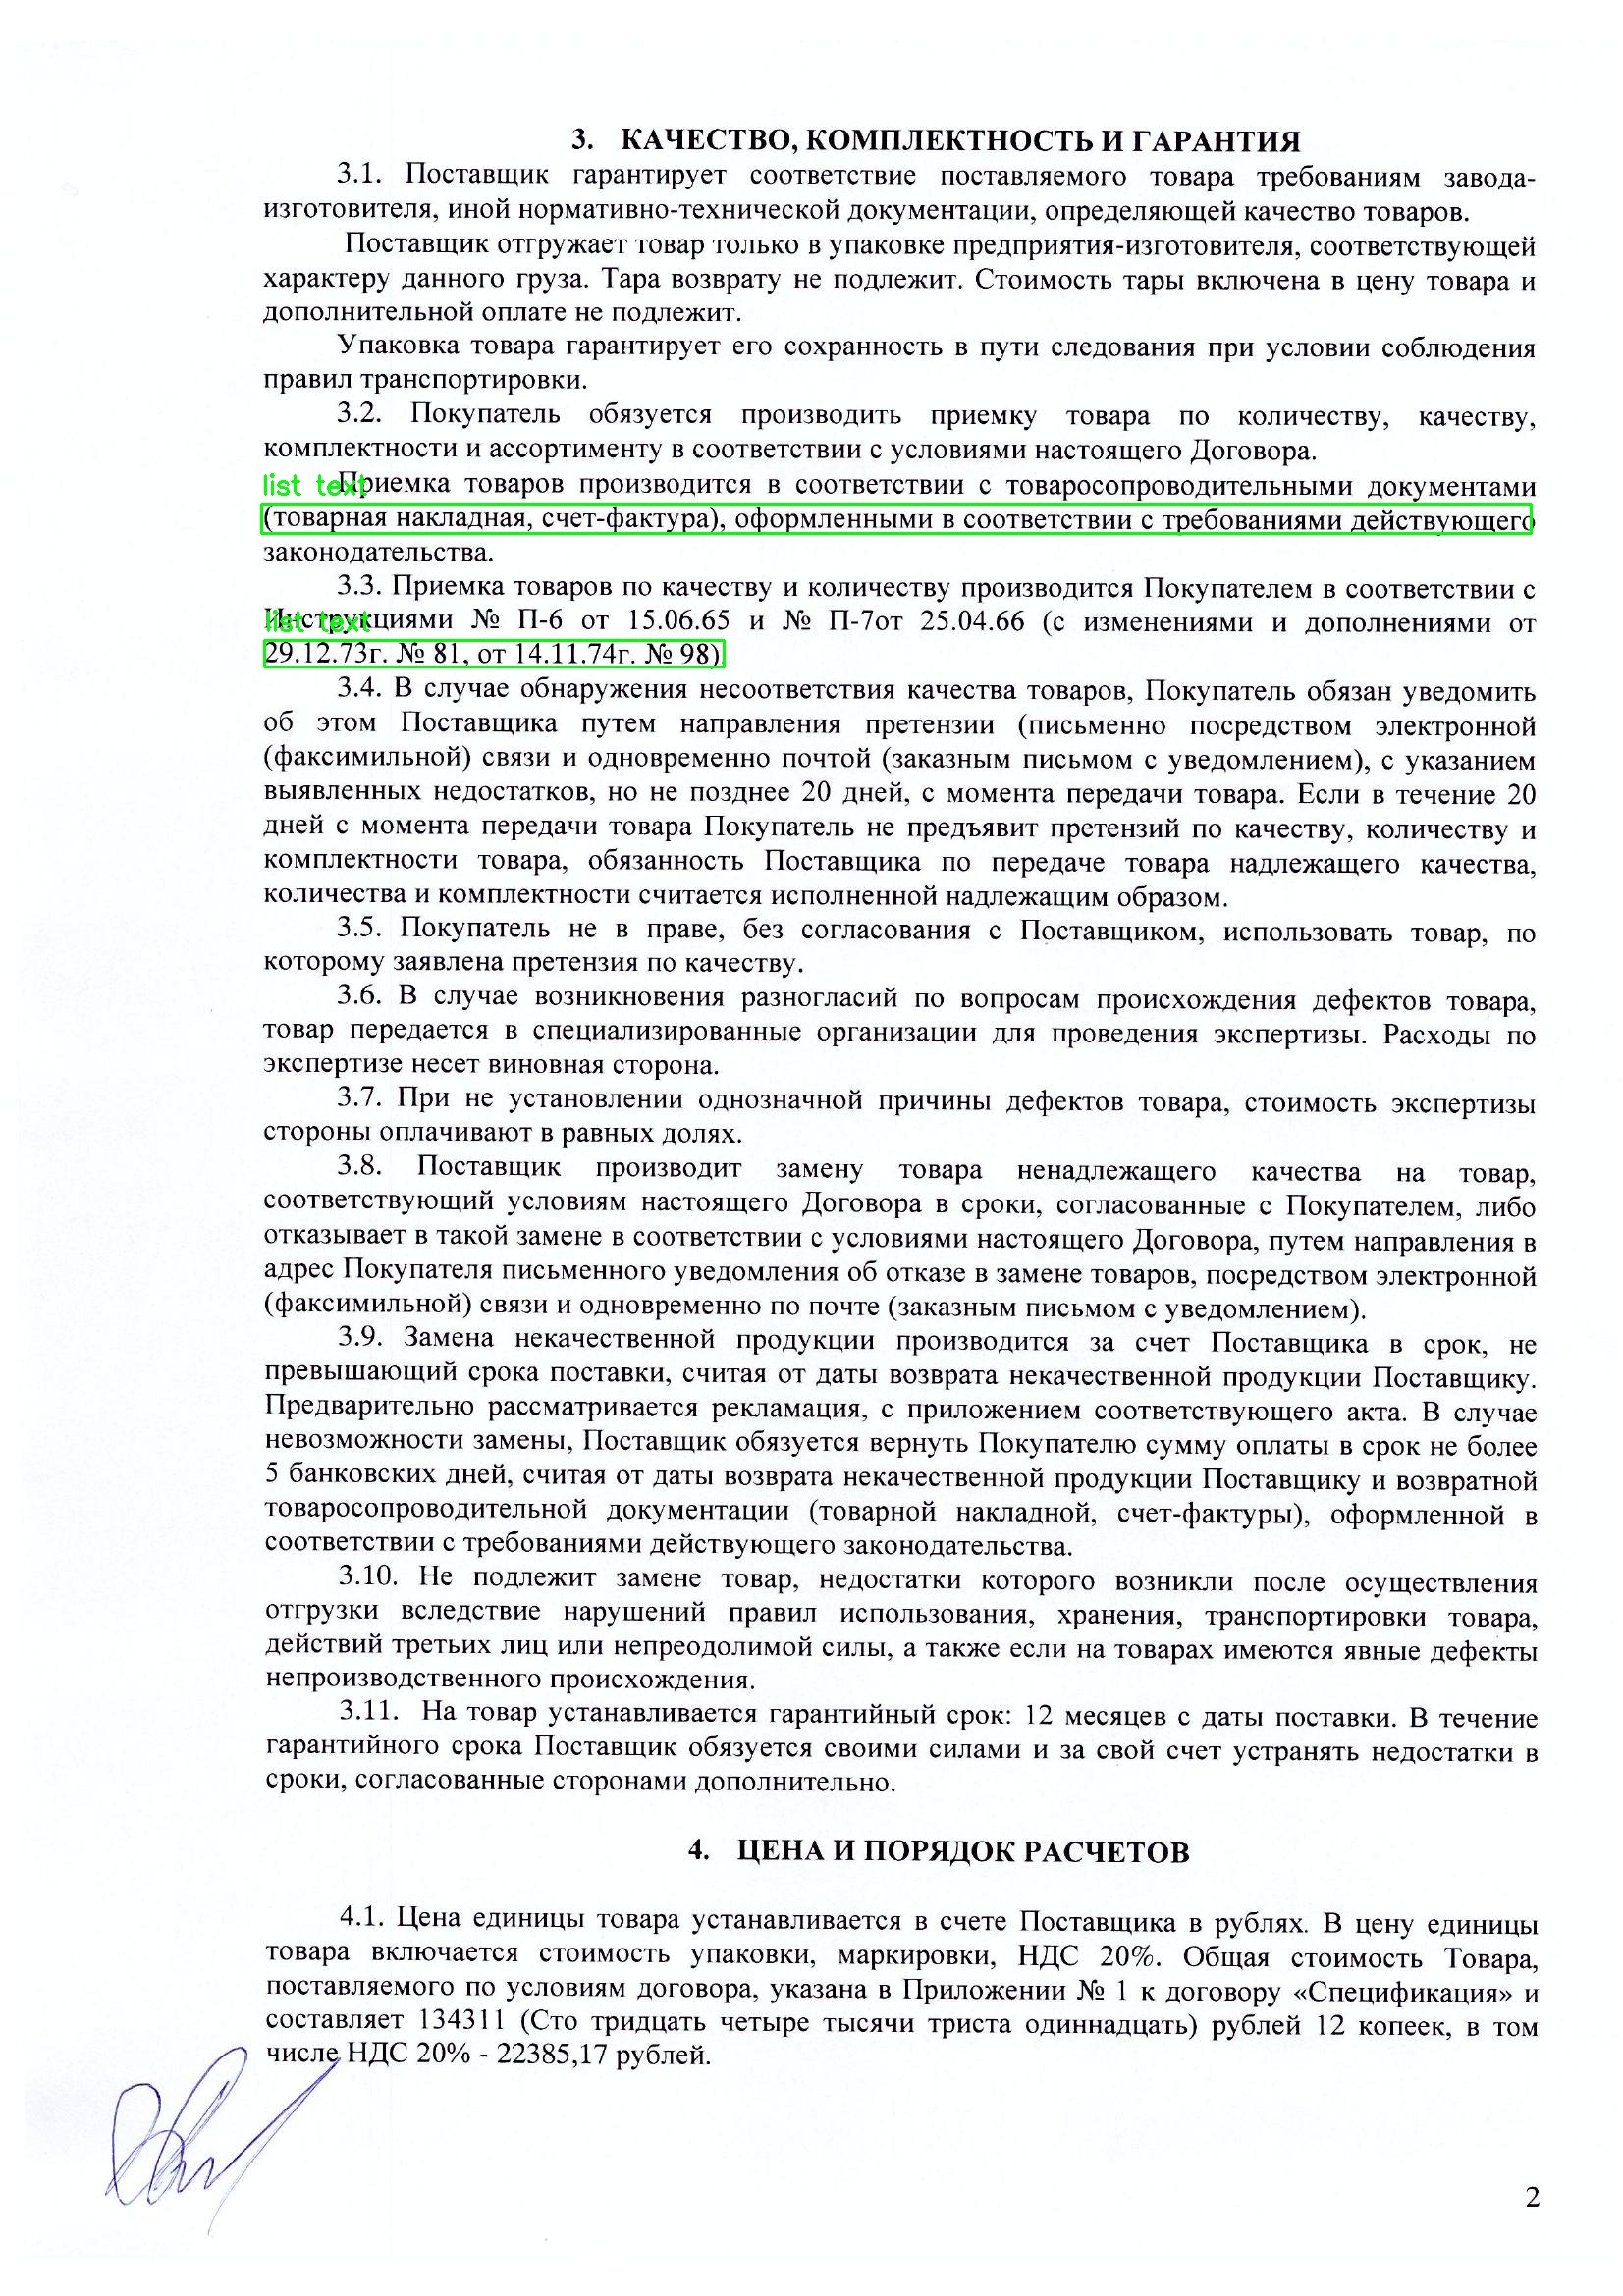 3. КАЧЕСТВО, КОМПЛЕКТНОСТЬ И ГАРАНТИЯ
3.1. Поставщик гарантирует соответствие поставляемого товара требованиям завода-
изготовителя, иной нормативно-технической документации, определяющей качество товаров.
Поставщик отгружает товар только в упаковке предприятия-изготовителя, соответствующей
характеру данного груза. Тара возврату не подлежит. Стоимость тары включена в цену товара и
дополнительной оплате не подлежит.
Упаковка товара гарантирует его сохранность в пути следования при условии соблюдения
правил транспортировки.
3.2. Покупатель обязуется производить приемку товара по количеству, качеству,
комплектности и ассортименту в соответствии с условиями настоящего Договора.
list text
Приемка товаров производится в соответствии с товаросопроводительными документами
(товарная накладная, счет-фактура), оформленными в соответствии с требованиями действующего
законодательства.
3.3. Приемка товаров по качеству и количеству производится Покупателем в соответствии с
list text
Инструкциями № П-6 от 15.06.65 и № П-7от 25.04.66 (с изменениями и дополнениями от
29.12.73г. № 81, от 14.11.74г. № 98)
3.4. В случае обнаружения несоответствия качества товаров, Покупатель обязан уведомить
об этом Поставщика путем направления претензии (письменно посредством электронной
(факсимильной) связи и одновременно почтой (заказным письмом с уведомлением), с указанием
выявленных недостатков, но не позднее 20 дней, с момента передачи товара. Если в течение 20
дней с момента передачи товара Покупатель не предъявит претензий по качеству, количеству и
комплектности товара, обязанность Поставщика по передаче товара надлежащего качества,
количества и комплектности считается исполненной надлежащим образом.
3.5. Покупатель не в праве, без согласования с Поставщиком, использовать товар, по
которому заявлена претензия по качеству.
3.6. В случае возникновения разногласий по вопросам происхождения дефектов товара,
товар передается в специализированные организации для проведения экспертизы. Расходы по
экспертизе несет виновная сторона.
3.7. При не установлении однозначной причины дефектов товара, стоимость экспертизы
стороны оплачивают в равных долях.
3.8. Поставщик производит замену товара ненадлежащего качества на товар,
соответствующий условиям настоящего Договора в сроки, согласованные с Покупателем, либо
отказывает в такой замене в соответствии с условиями настоящего Договора, путем направления в
адрес Покупателя письменного уведомления об отказе в замене товаров, посредством электронной
(факсимильной) связи и одновременно по почте (заказным письмом с уведомлением).
3.9. Замена некачественной продукции производится за счет Поставщика в срок, не
превышающий срока поставки, считая от даты возврата некачественной продукции Поставщику.
Предварительно рассматривается рекламация, с приложением соответствующего акта. В случае
невозможности замены, Поставщик обязуется вернуть Покупателю сумму оплаты в срок не более
5 банковских дней, считая от даты возврата некачественной продукции Поставщику и возвратной
товаросопроводительной документации (товарной накладной, счет-фактуры), оформленной в
соответствии с требованиями действующего законодательства.
3.10. Не подлежит замене товар, недостатки которого возникли после осуществления
отгрузки вследствие нарушений правил использования, хранения, транспортировки товара,
действий третьих лиц или непреодолимой силы, а также если на товарах имеются явные дефекты
непроизводственного происхождения.
3.11. На товар устанавливается гарантийный срок: 12 месяцев с даты поставки. В течение
гарантийного срока Поставщик обязуется своими силами и за свой счет устранять недостатки в
сроки, согласованные сторонами дополнительно.
4. ЦЕНА И ПОРЯДОК РАСЧЕТОВ
4.1. Цена единицы товара устанавливается в счете Поставщика в рублях. В цену единицы
товара включается стоимость упаковки, маркировки, НДС 20%. Общая стоимость Товара,
поставляемого по условиям договора, указана в Приложении № 1 к договору «Спецификация» и
составляет 134311 (Сто тридцать четыре тысячи триста одиннадцать) рублей 12 копеек, в том
числе НДС 20% - 22385,17 рублей.
2